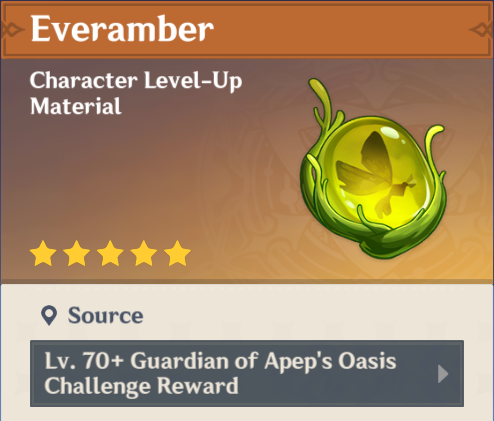 Everamber
Character Level-Up
Material
Source
Lv. 70+ Guardian of Apep's Oasis
Challenge Reward